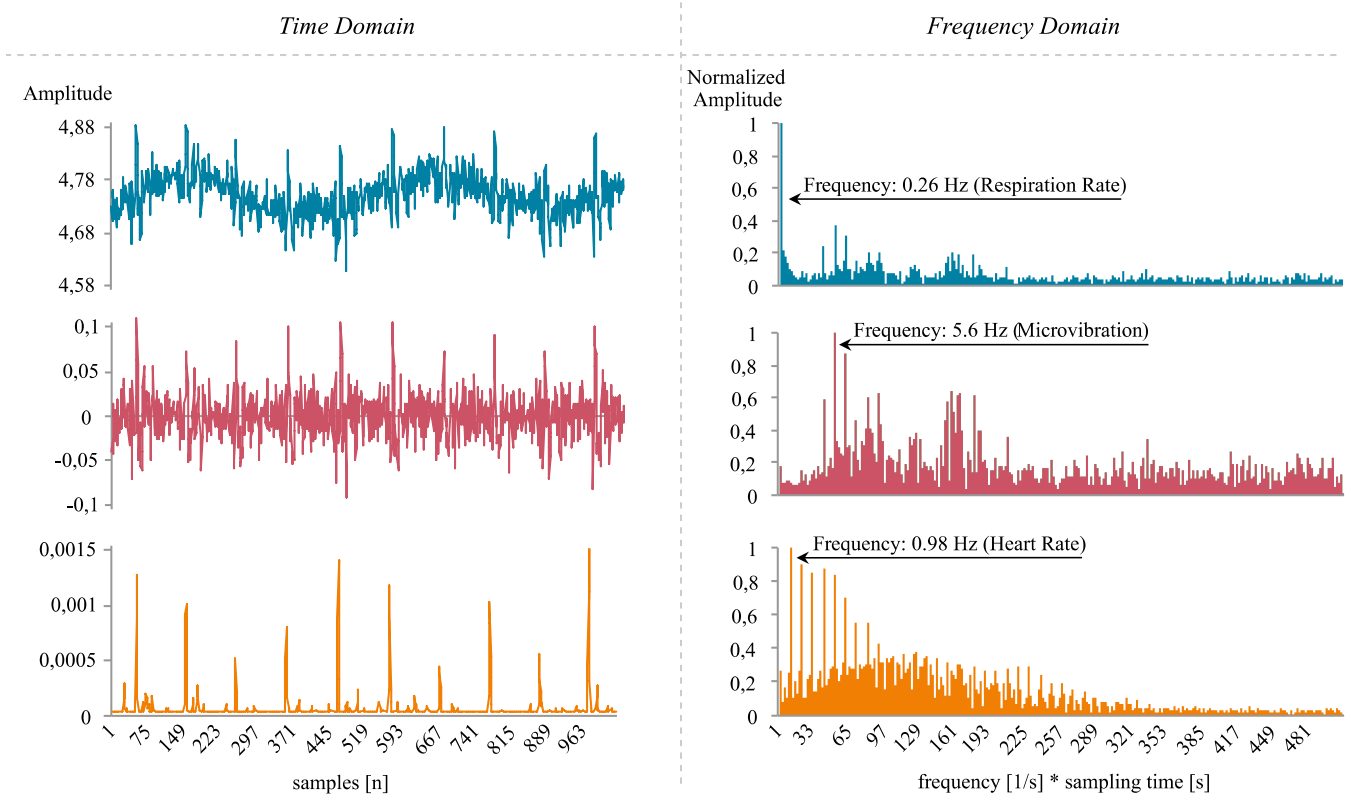 Time Domain
Frequency Domain
Amplitude
4,88
4,78
4,68
4,58
Normalized
Amplitude
1
0,8
0,6
0,4
0,2
0
Frequency: 0.26 Hz (Respiration Rate)
0,1
0,05
0
-0,05
-0,1
1
0,8
0,6
0,4
0,2
0
Frequency: 5.6 Hz (Microvibration)
0,0015
0,001
0,0005
0
1 75 149 223 297 371 445 519 593 667 741 815 889 963
samples [n]
1
0,8
0,6
0,4
0,2
0
Frequency: 0.98 Hz (Heart Rate)
1 33 65 97 129 161 193 225 257 289 321 353 385 417 449 481
frequency [1/s] * sampling time [s]